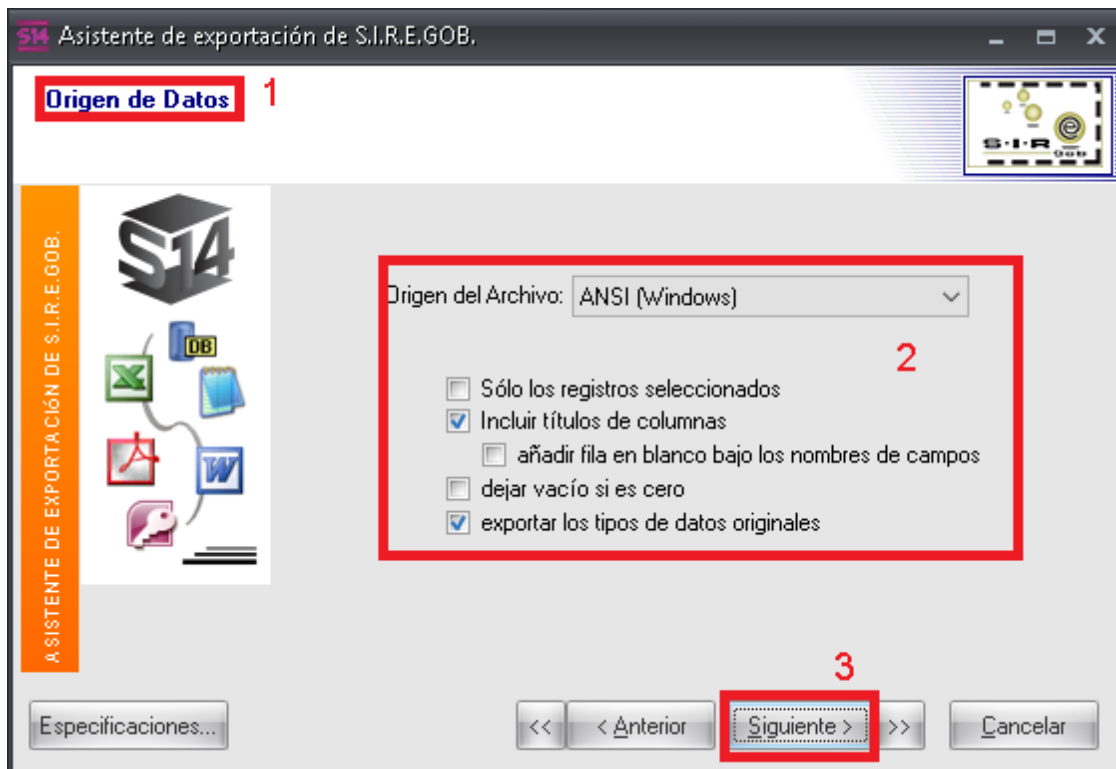 S14 Asistente de exportación de S.I.R.E.GOB.
Origen de Datos 1
S·I·R e
Gob
ASISTENTE DE EXPORTACIÓN DE S.I.R.E.GOB.
S14
DB
Origen del Archivo: ANSI (Windows)
2
Sólo los registros seleccionados
Incluir títulos de columnas
añadir fila en blanco bajo los nombres de campos
dejar vacío si es cero
exportar los tipos de datos originales
3
Especificaciones... << < Anterior Siguiente > >> Cancelar